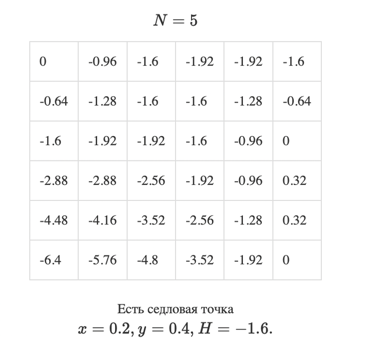 N = 5
0 -0.96 -1.6 -1.92 -1.92 -1.6
-0.64 -1.28 -1.6 -1.6 -1.28 -0.64
-1.6 -1.92 -1.92 -1.6 -0.96 0
-2.88 -2.88 -2.56 -1.92 -0.96 0.32
-4.48 -4.16 -3.52 -2.56 -1.28 0.32
-6.4 -5.76 -4.8 -3.52 -1.92 0
Есть седловая точка
x = 0.2, y = 0.4, H = −1.6.